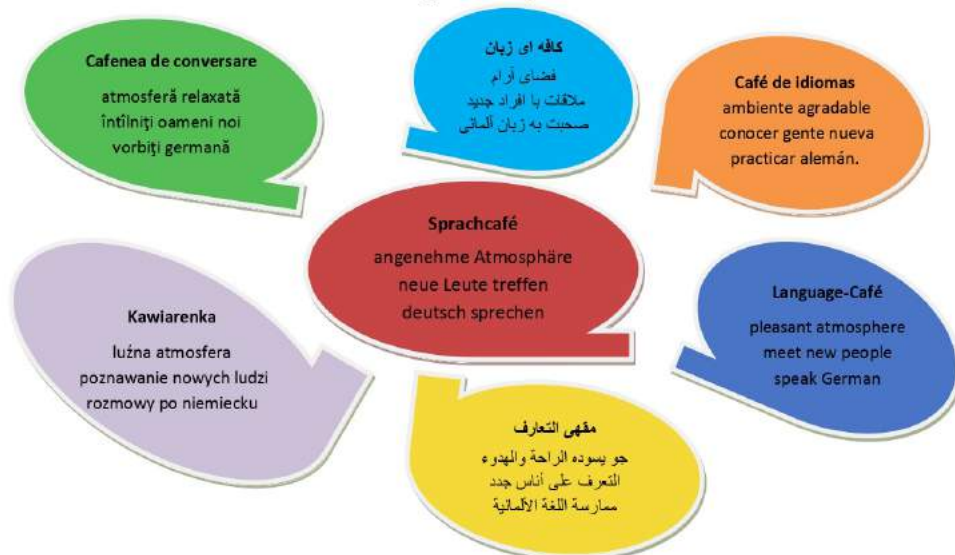 Cafenea de conversare
atmosferă relaxată
întîlniți oameni noi
vorbiți germană
کافه ای زبان
فضای آرام
ملاقات با افراد جدید
صحبت به زبان آلمانی
Café de idiomas
ambiente agradable
conocer gente nueva
practicar alemán.
Sprachcafé
angenehme Atmosphäre
neue Leute treffen
deutsch sprechen
Kawiarenka
luźna atmosfera
poznawanie nowych ludzi
rozmowy po niemiecku
Language-Café
pleasant atmosphere
meet new people
speak German
مقهى التعارف
جو يسوده الراحة والهدوء
التعرف على أناس جدد
ممارسة اللغة الألمانية